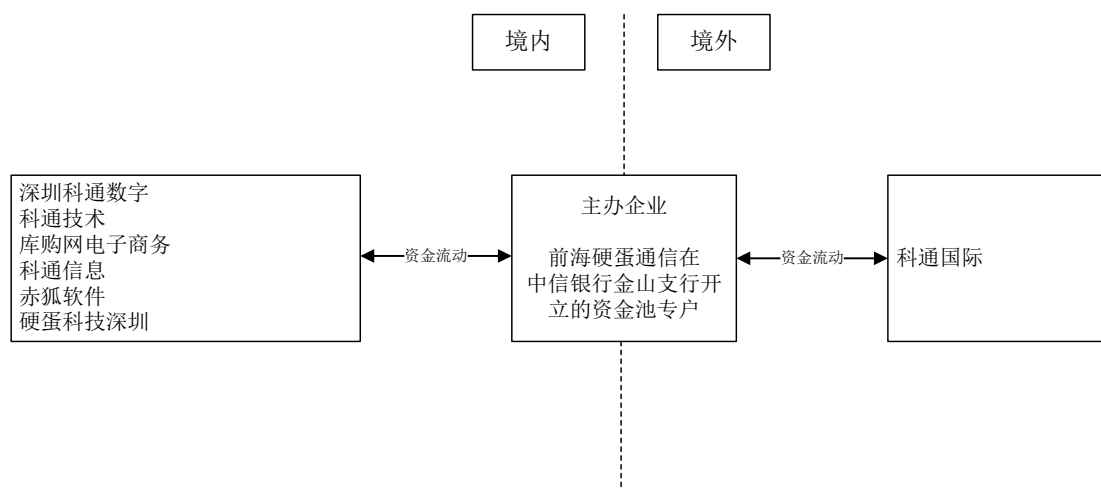 境内
境外
深圳科通数字
科通技术
库购网电子商务
科通信息
赤狐软件
硬蛋科技深圳
资金流动
主办企业
前海硬蛋通信在
中信银行金山支行开
立的资金池专户
资金流动
科通国际